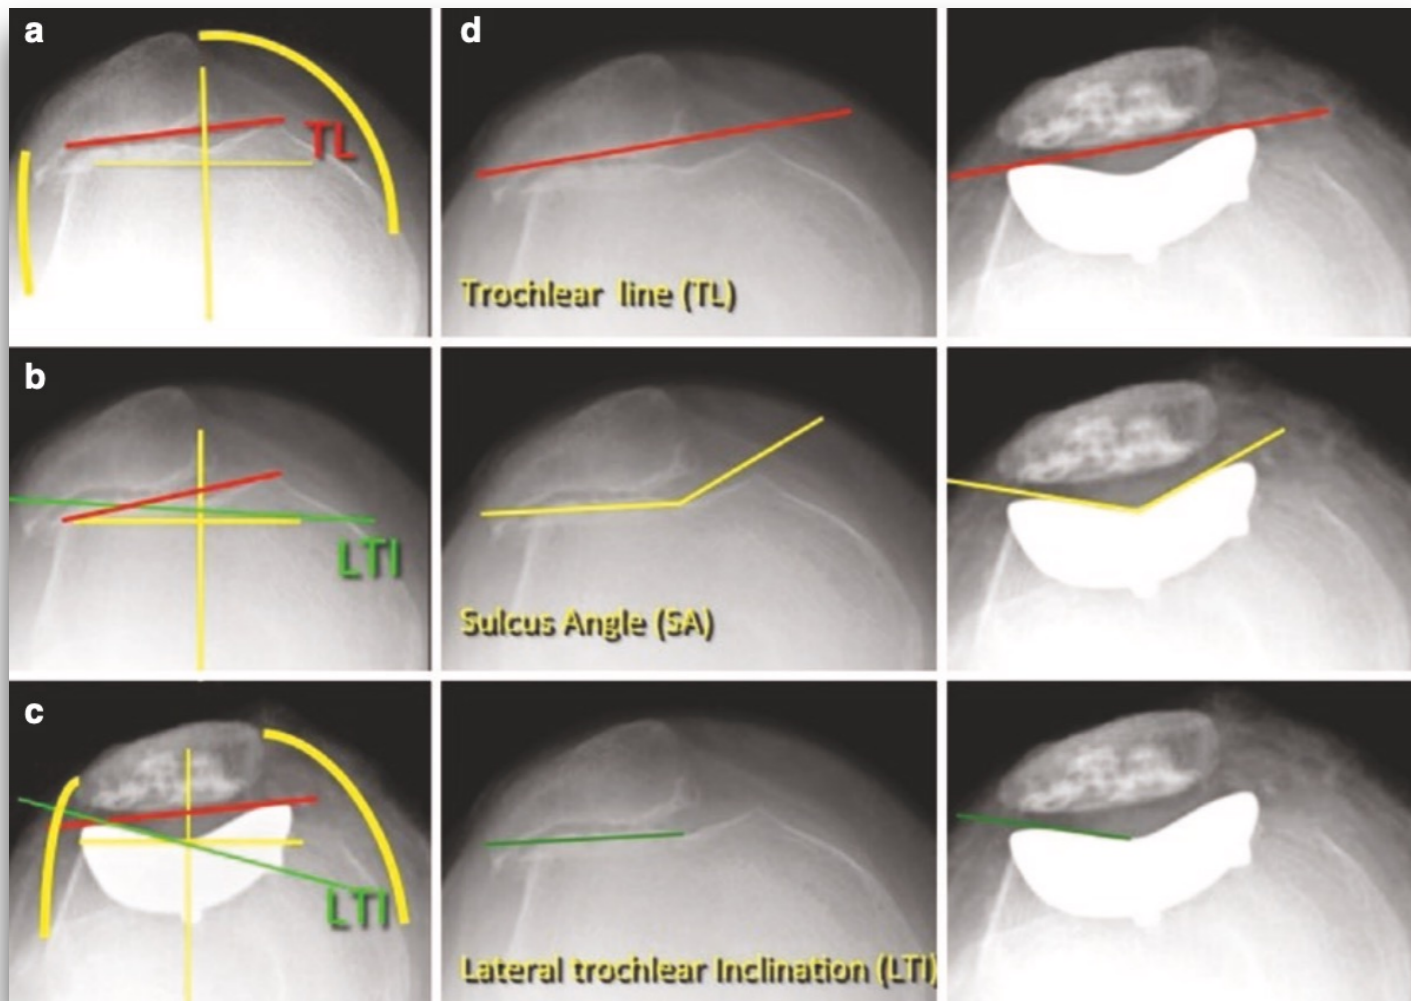 a
TL
d
Trochlear line (TL)
b
LTI
Sulcus Angle (SA)
c
LTI
Lateral trochlear Inclination (LTI)